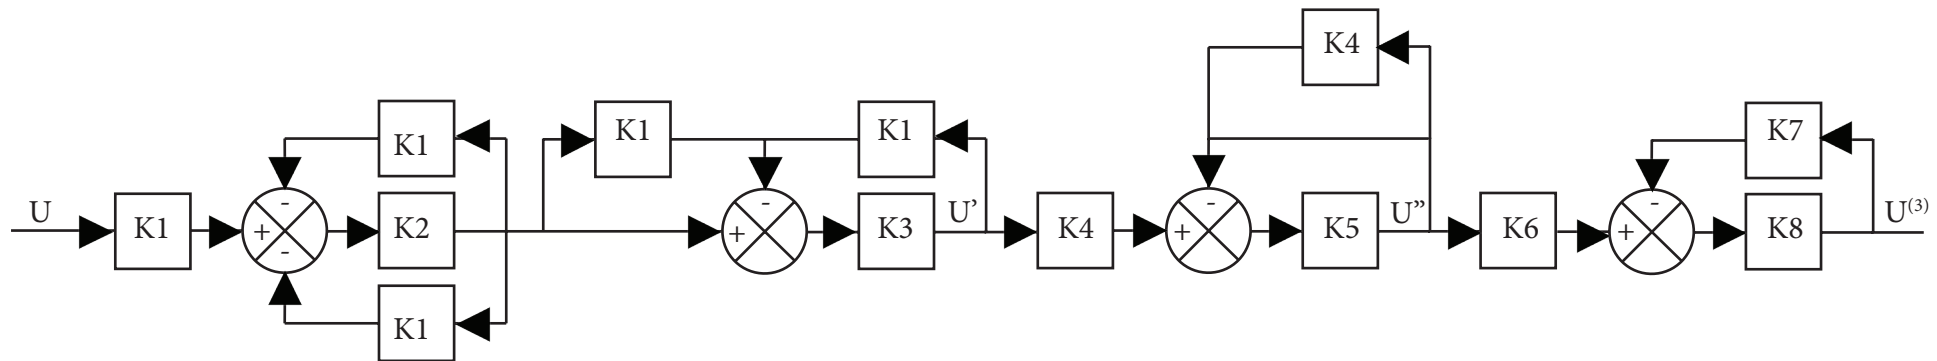 K4
K1 K1 K1 K7
-
-
-
-
U K1 + K2 + K3 U' K4 + K5 U" K6 + K8 U(3)
-
K1